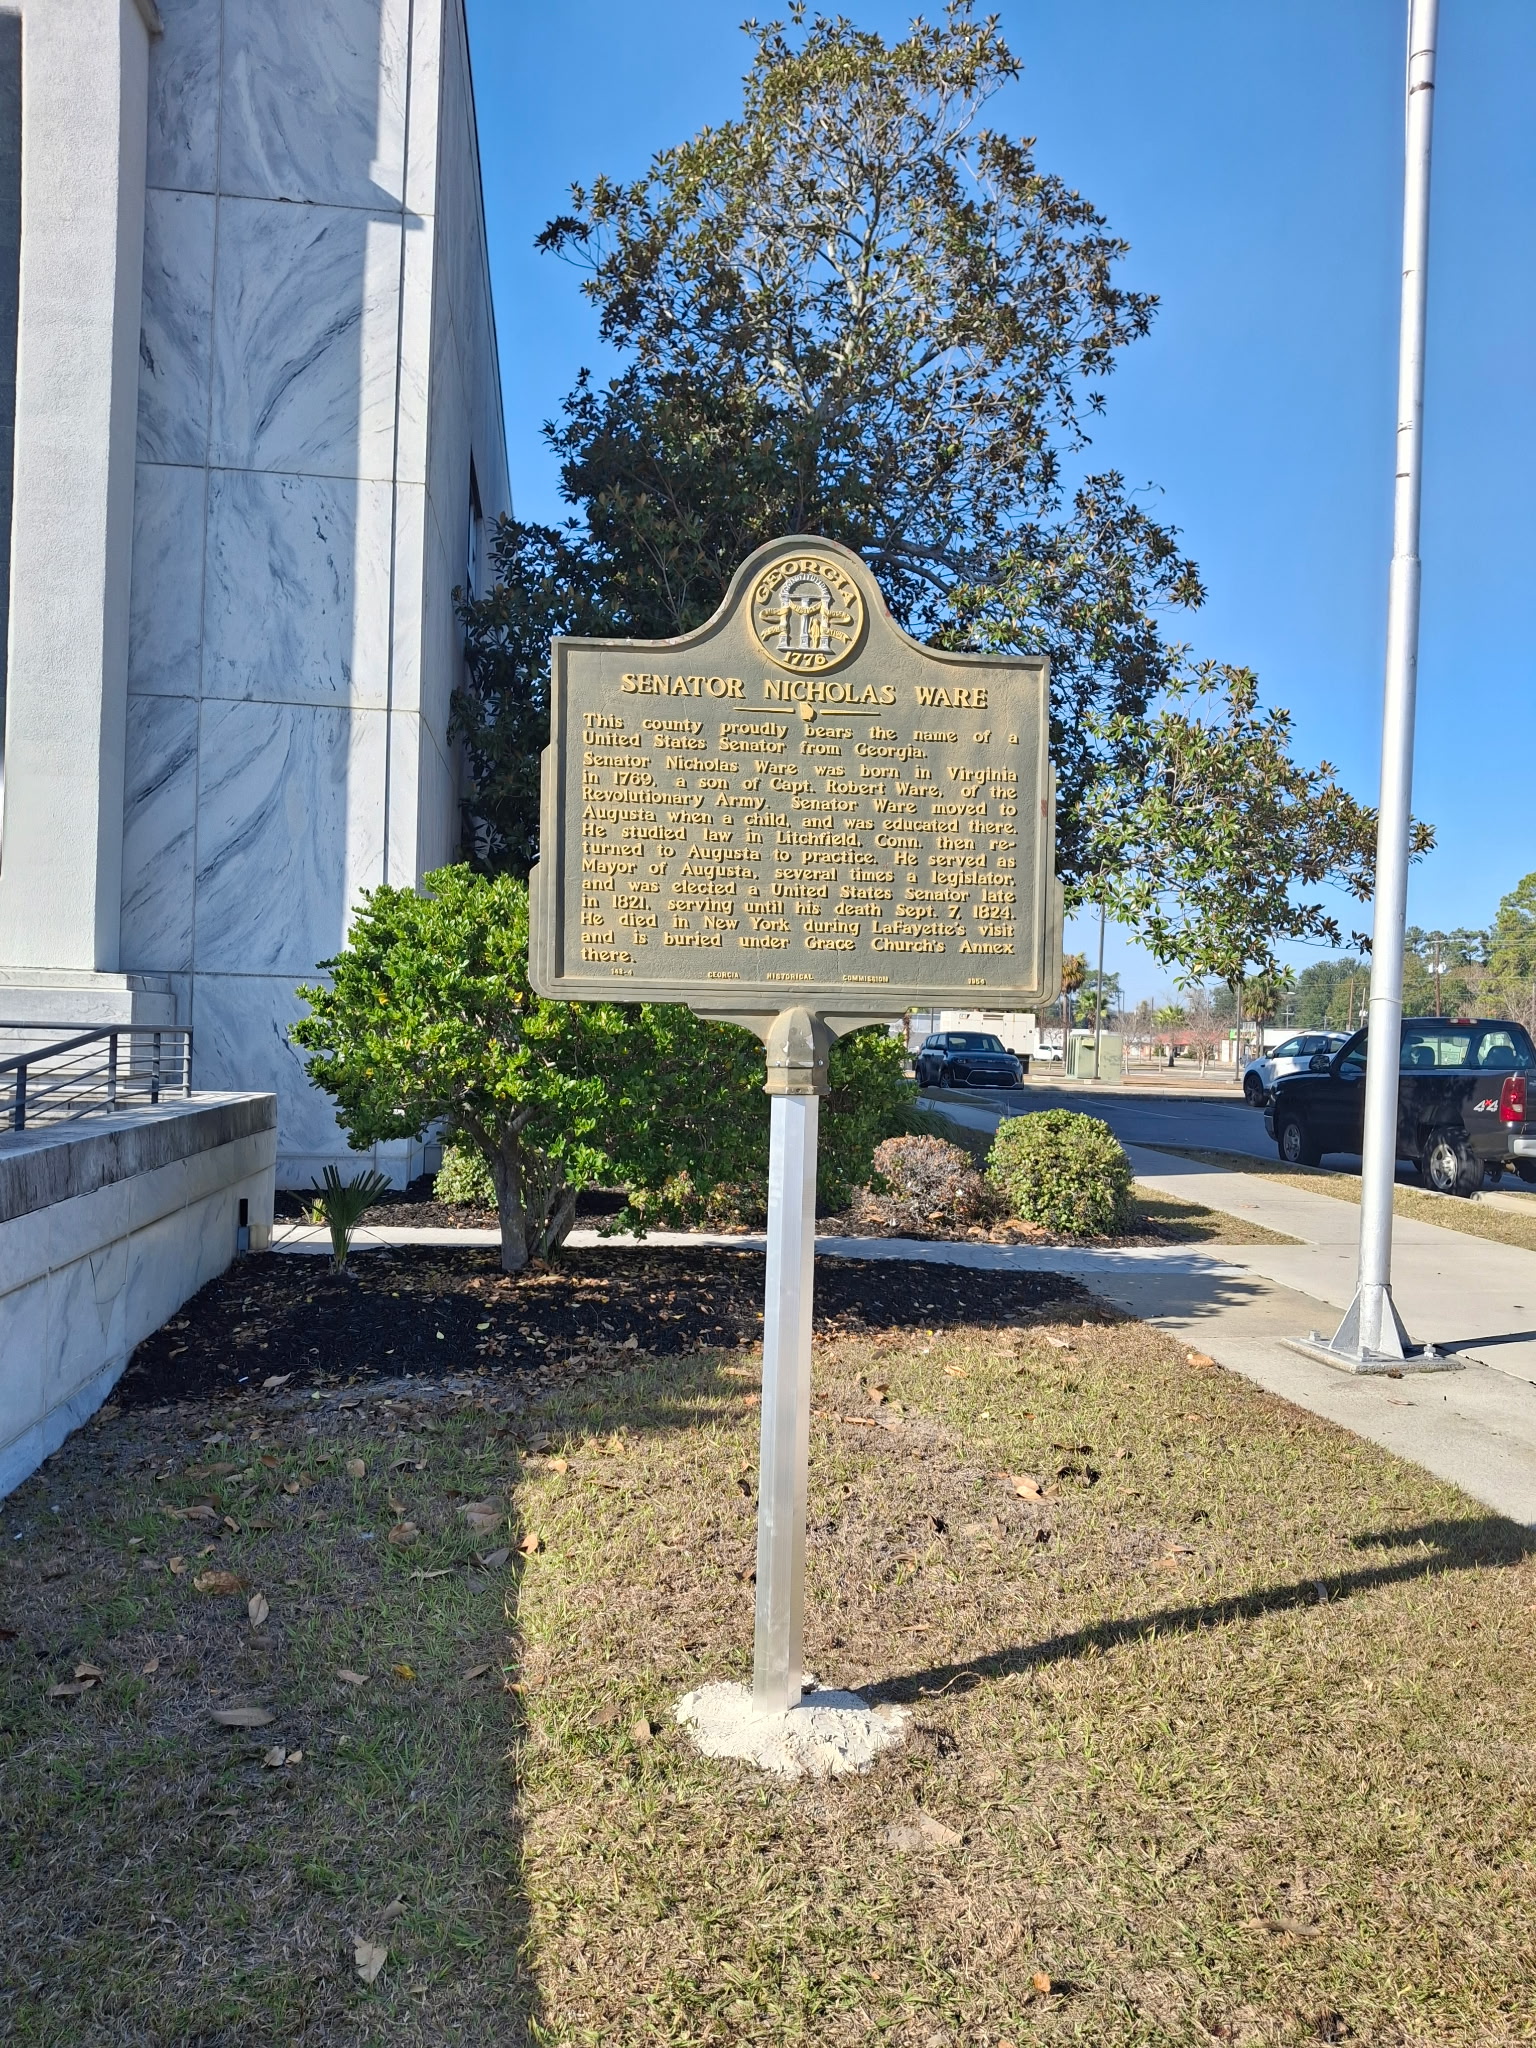 GEORGIA
CONSTITUTION
1776
SENATOR NICHOLAS WARE
This county proudly bears the name of a
United States Senator from Georgia.
Senator Nicholas Ware was born in Virginia
in 1769, a son of Capt. Robert Ware, of the
Revolutionary Army. Senator Ware moved to
Augusta when a child, and was educated there.
He studied law in Litchfield, Conn. then re-
turned to Augusta to practice. He served as
Mayor of Augusta, several times a legislator,
and was elected a United States Senator late
in 1821, serving until his death Sept. 7, 1824.
He died in New York during LaFayette's visit
and is buried under Grace Church's Annex
there.
148-4 GEORGIA HISTORICAL COMMISSION 1954
4x4